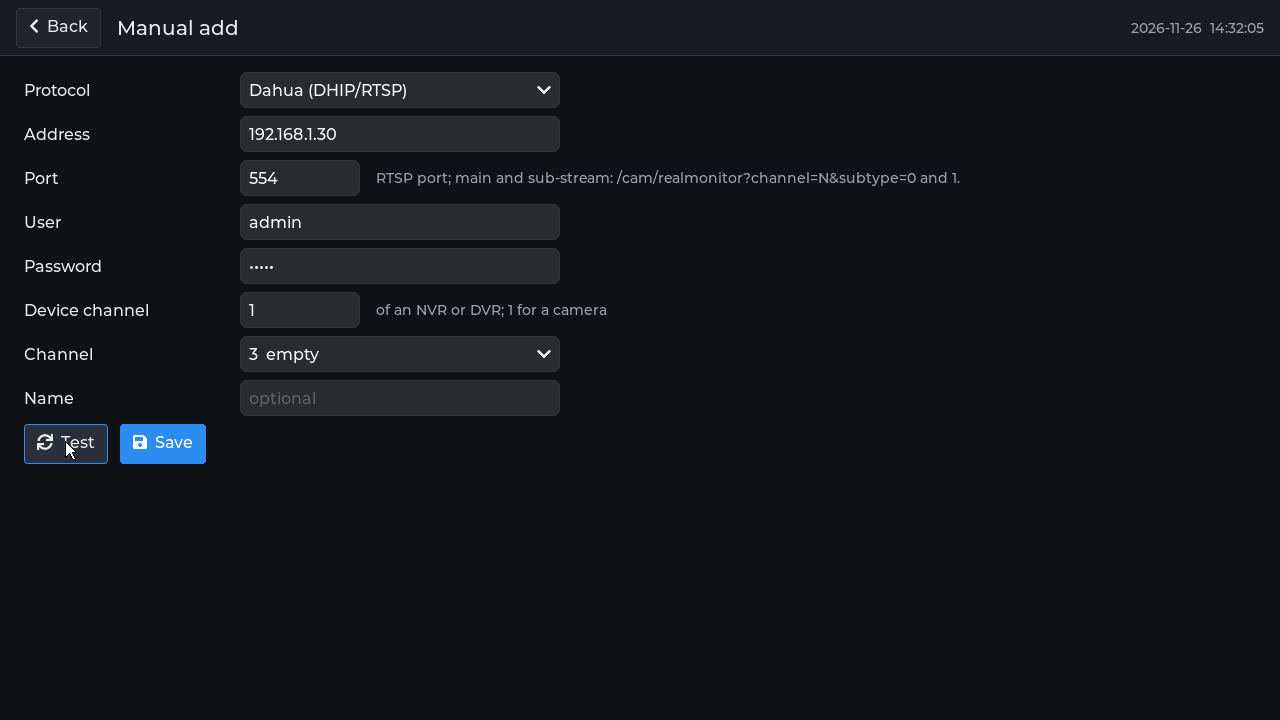 Back
Manual add
2026-11-26 14:32:05
Protocol
Dahua (DHIP/RTSP)
Address
192.168.1.30
Port
554
RTSP port; main and sub-stream: /cam/realmonitor?channel=N&subtype=0 and 1.
User
admin
Password
•••••
Device channel
1
of an NVR or DVR; 1 for a camera
Channel
3 empty
Name
optional
Test
Save